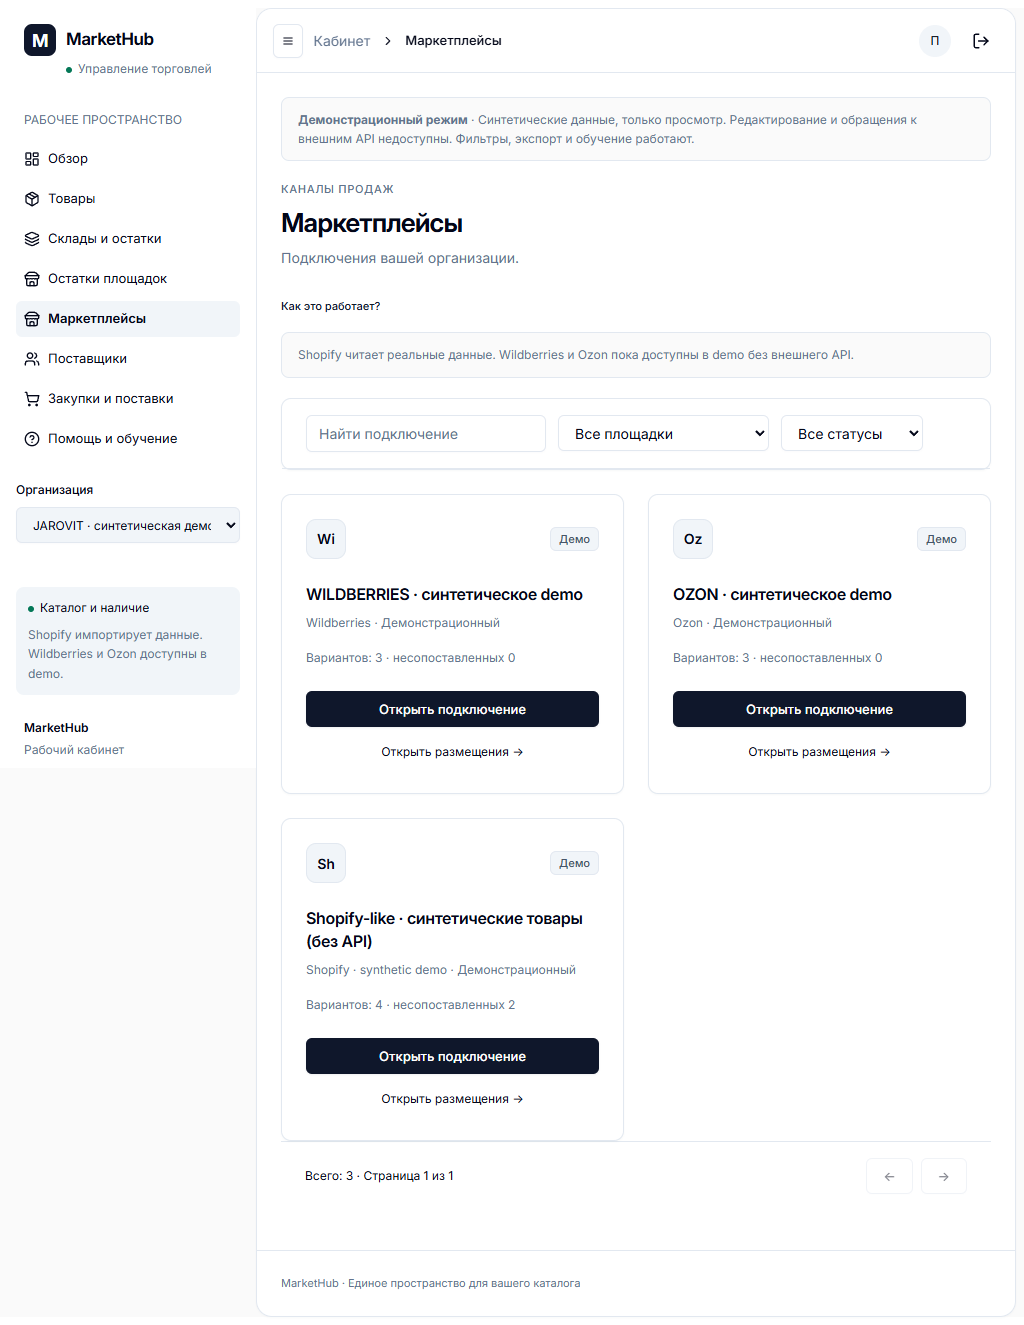 M MarketHub
Управление торговлей
РАБОЧЕЕ ПРОСТРАНСТВО
Обзор
Товары
Склады и остатки
Остатки площадок
Маркетплейсы
Поставщики
Закупки и поставки
Помощь и обучение
Организация
JAROVIT · синтетическая
Каталог и наличие
Shopify импортирует данные.
Wildberries и Ozon доступны в
demo.
MarketHub
Рабочий кабинет
Кабинет > Маркетплейсы
П
Демонстрационный режим · Синтетические данные, только просмотр. Редактирование и обращения к
внешним API недоступны. Фильтры, экспорт и обучение работают.
КАНАЛЫ ПРОДАЖ
Маркетплейсы
Подключения вашей организации.
Как это работает?
Shopify читает реальные данные. Wildberries и Ozon пока доступны в demo без внешнего API.
Найти подключение
Все площадки
Все статусы
Wi
Демо
WILDBERRIES · синтетическое demo
Wildberries · Демонстрационный
Вариантов: 3 · несопоставленных 0
Открыть подключение
Открыть размещения →
Oz
Демо
OZON · синтетическое demo
Ozon · Демонстрационный
Вариантов: 3 · несопоставленных 0
Открыть подключение
Открыть размещения →
Sh
Демо
Shopify-like · синтетические товары
(без API)
Shopify · synthetic demo · Демонстрационный
Вариантов: 4 · несопоставленных 2
Открыть подключение
Открыть размещения →
Всего: 3 · Страница 1 из 1
← →
MarketHub · Единое пространство для вашего каталога